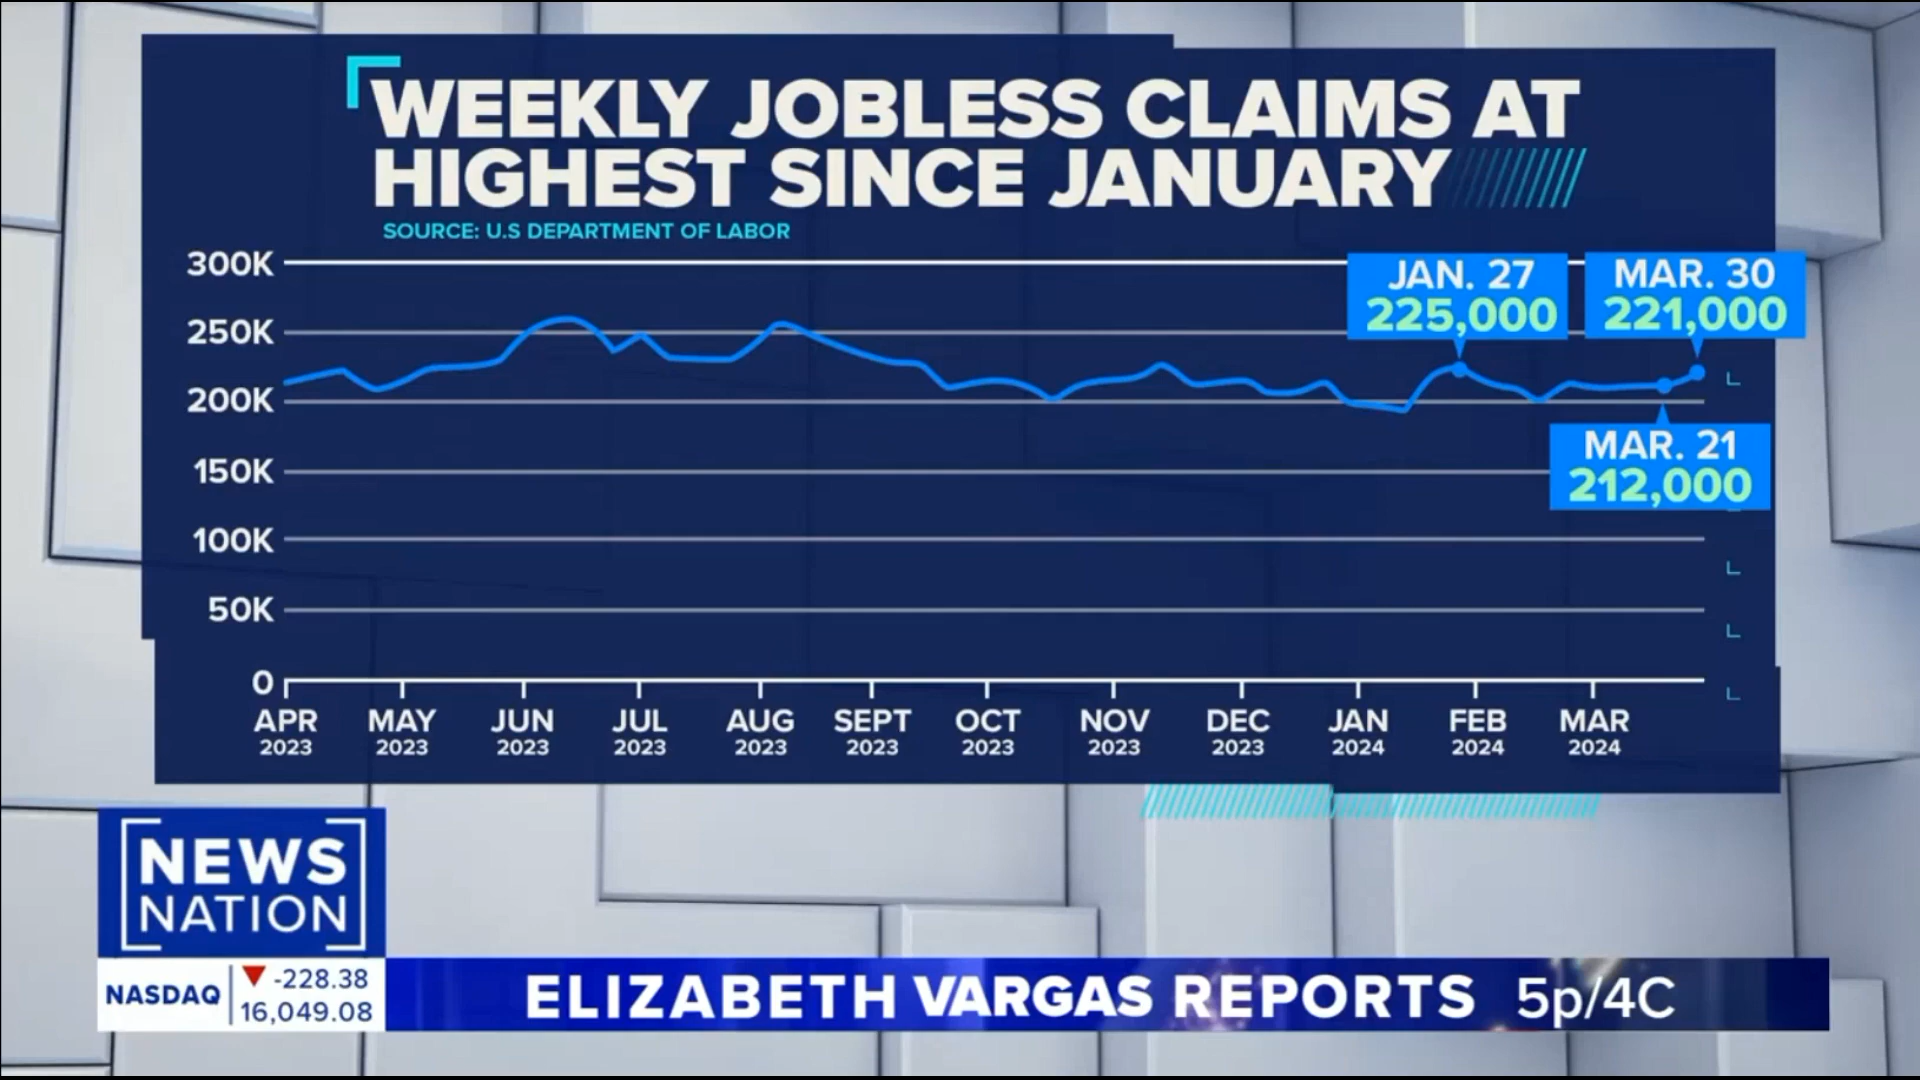 WEEKLY JOBLESS CLAIMS AT
HIGHEST SINCE JANUARY
SOURCE: U.S DEPARTMENT OF LABOR
300K
250K
200K
150K
100K
50K
0
JAN. 27
225,000
MAR. 30
221,000
MAR. 21
212,000
APR
2023
MAY
2023
JUN
2023
JUL
2023
AUG
2023
SEPT
2023
OCT
2023
NOV
2023
DEC
2023
JAN
2024
FEB
2024
MAR
2024
NEWS
NATION
NASDAQ
-228.38
16,049.08
ELIZABETH VARGAS REPORTS 5p/4C